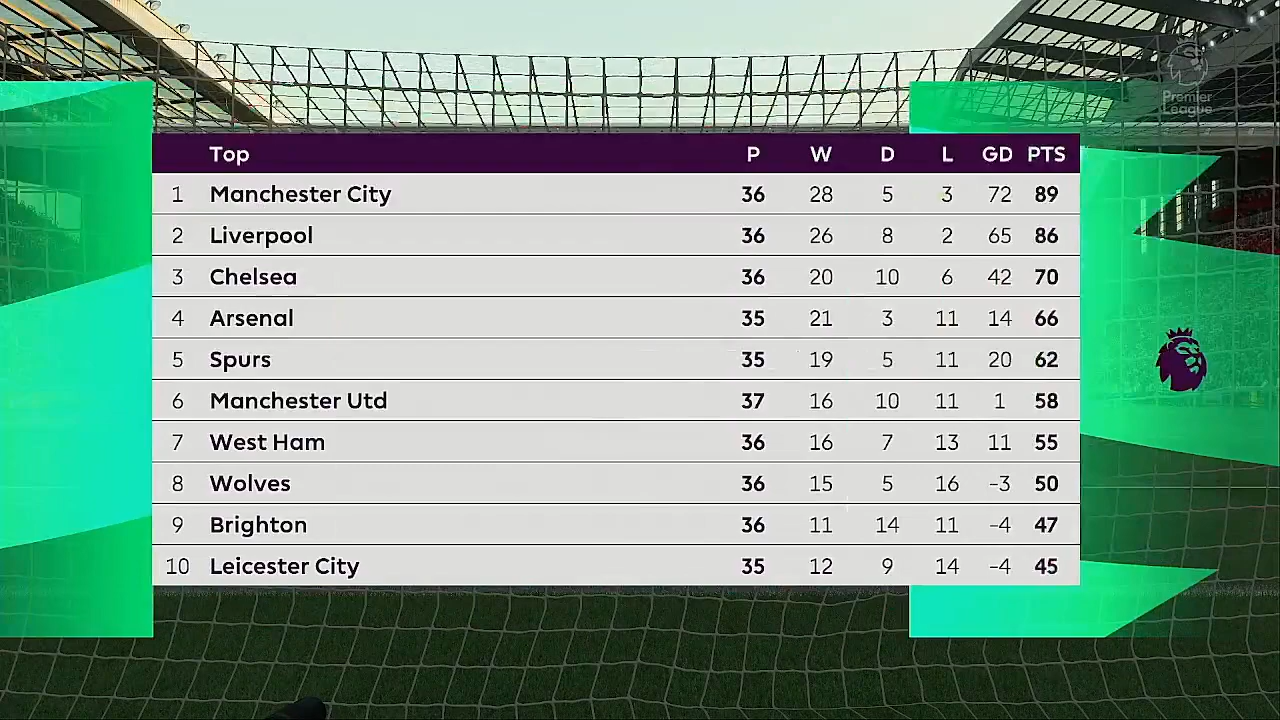 Premier
League
Top P W D L GD PTS
1 Manchester City 36 28 5 3 72 89
2 Liverpool 36 26 8 2 65 86
3 Chelsea 36 20 10 6 42 70
4 Arsenal 35 21 3 11 14 66
5 Spurs 35 19 5 11 20 62
6 Manchester Utd 37 16 10 11 1 58
7 West Ham 36 16 7 13 11 55
8 Wolves 36 15 5 16 -3 50
9 Brighton 36 11 14 11 -4 47
10 Leicester City 35 12 9 14 -4 45